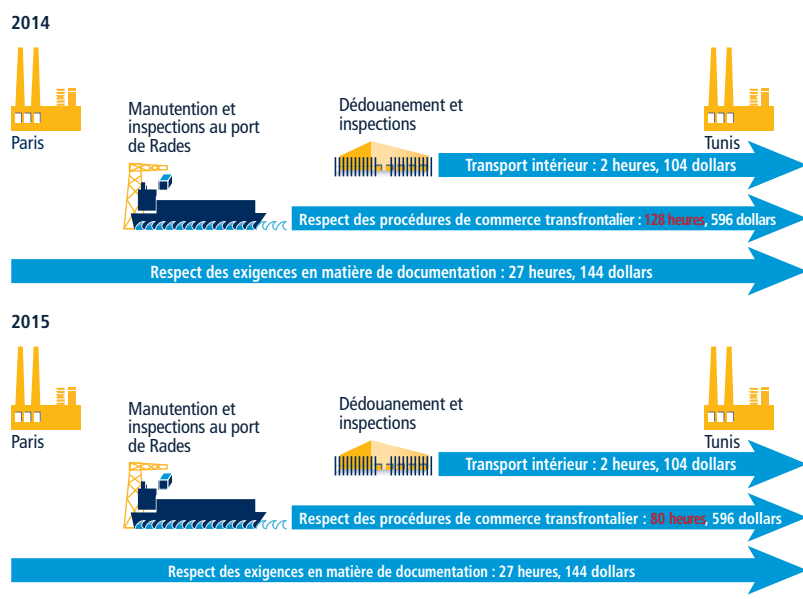 2014
Paris
Manutention et
inspections au port
de Rades
Dédouanement et
inspections
Tunis
Transport intérieur : 2 heures, 104 dollars
Respect des procédures de commerce transfrontalier : 128 heures, 596 dollars
Respect des exigences en matière de documentation : 27 heures, 144 dollars
2015
Paris
Manutention et
inspections au port
de Rades
Dédouanement et
inspections
Tunis
Transport intérieur : 2 heures, 104 dollars
Respect des procédures de commerce transfrontalier : 80 heures, 596 dollars
Respect des exigences en matière de documentation : 27 heures, 144 dollars